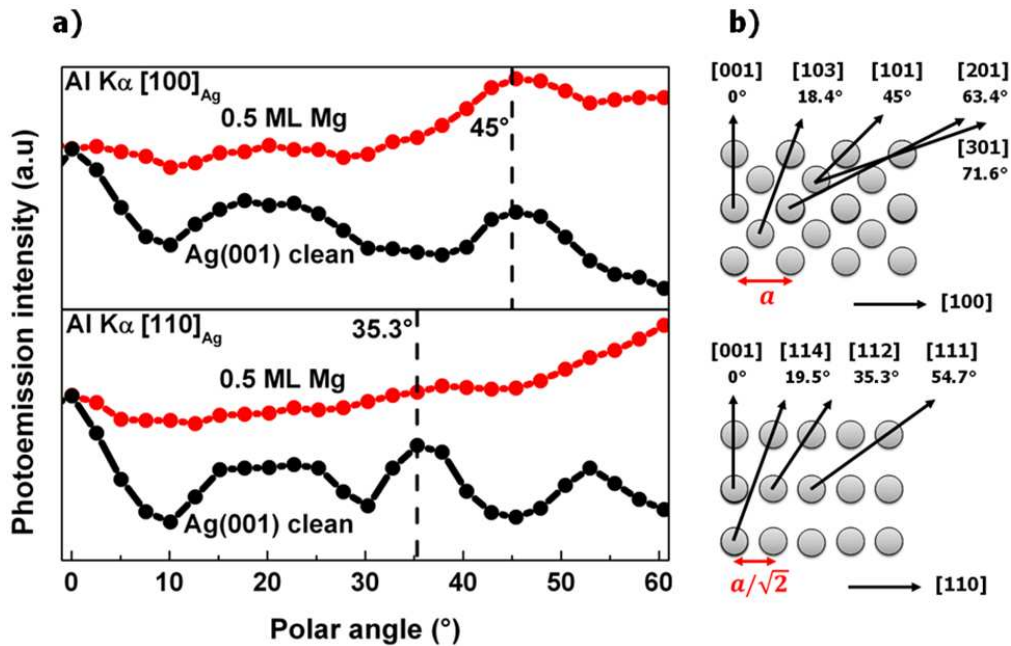 a)
Photoemission intensity (a.u)
Al Kα [100]Ag
0.5 ML Mg
45°
Ag(001) clean
Al Kα [110]Ag
35.3°
0.5 ML Mg
Ag(001) clean
0 10 20 30 40 50 60
Polar angle (°)
b)
[001] [103] [101] [201]
0° 18.4° 45° 63.4°
[301]
71.6°
a
[100]
[001] [114] [112] [111]
0° 19.5° 35.3° 54.7°
a/√2
[110]